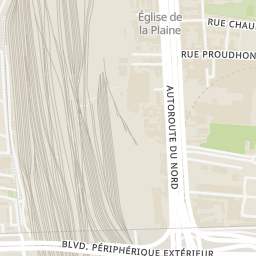 Église de
la Plaine
RUE CHAU
RUE PROUDHON
AUTOROUTE DU NORD
BLVD. PÉRIPHÉRIQUE EXTÉRIEUR